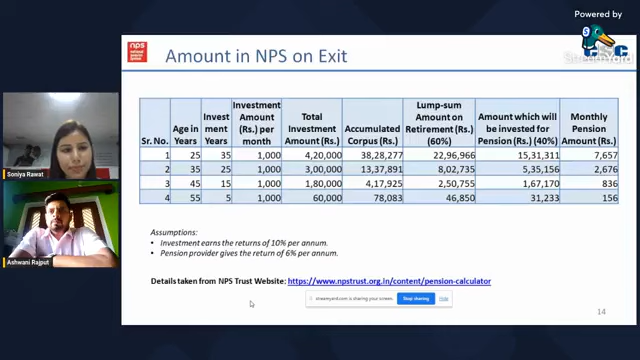 Powered by
StreamYard
nps
Amount in NPS on Exit
Sr. No. | Age in Years | Invest ment Years | Investment Amount (Rs.) per month | Total Investment Amount (Rs.) | Accumulated Corpus (Rs.) | Lump-sum Amount on Retirement (Rs.) (60%) | Amount which will be invested for Pension (Rs.) (40%) | Monthly Pension Amount (Rs.)
1 | 25 | 35 | 1,000 | 4,20,000 | 38,28,277 | 22,96,966 | 15,31,311 | 7,657
2 | 35 | 25 | 1,000 | 3,00,000 | 13,37,891 | 8,02,735 | 5,35,156 | 2,676
3 | 45 | 15 | 1,000 | 1,80,000 | 4,17,925 | 2,50,755 | 1,67,170 | 836
4 | 55 | 5 | 1,000 | 60,000 | 78,083 | 46,850 | 31,233 | 156
Soniya Rawat
Ashwani Rajput
Assumptions:
• Investment earns the returns of 10% per annum.
• Pension provider gives the return of 6% per annum.
Details taken from NPS Trust Website: https://www.npstrust.org.in/content/pension-calculator
streamyard.com is sharing your screen.
Stop sharing
Hide
14